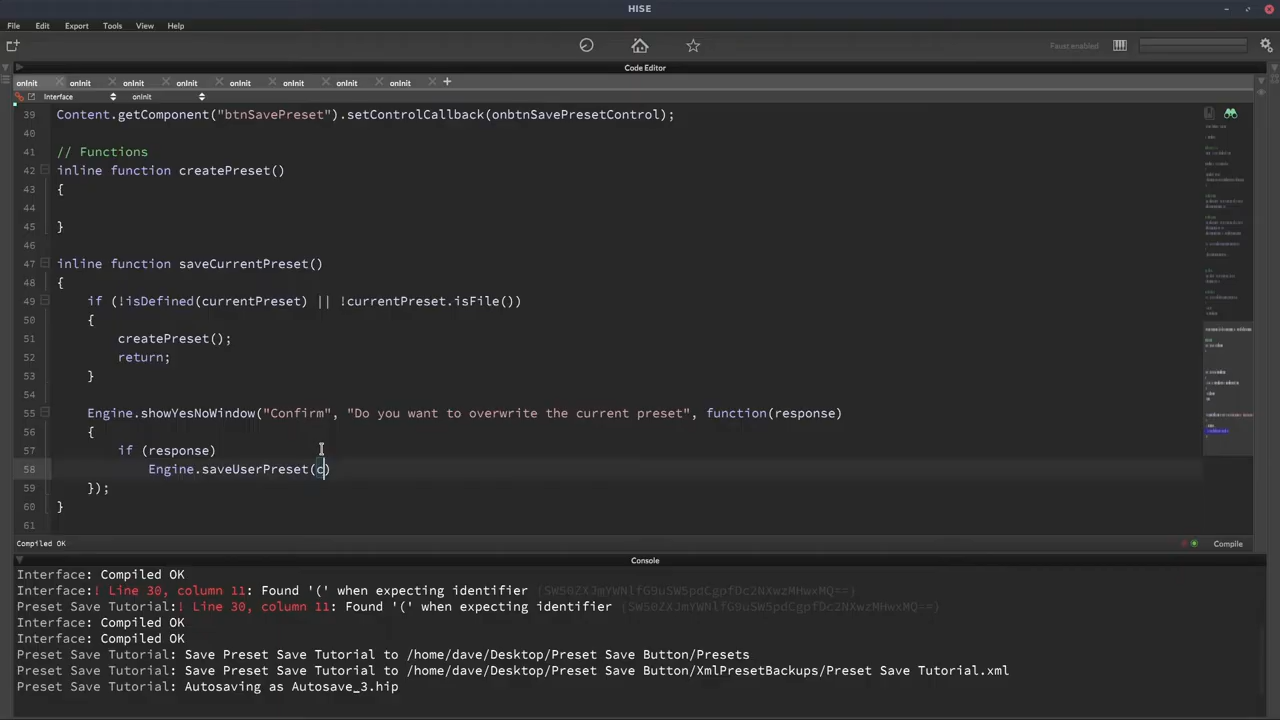 HISE
File Edit Export Tools View Help
Faust enabled
Code Editor
onInit onInit onInit onInit onInit onInit onInit onInit +
Interface onInit
39 Content.getComponent("btnSavePreset").setControlCallback(onbtnSavePresetControl);
40
41 // Functions
42 inline function createPreset()
43 {
44
45 }
46
47 inline function saveCurrentPreset()
48 {
49 if (!isDefined(currentPreset) || !currentPreset.isFile())
50 {
51 createPreset();
52 return;
53 }
54
55 Engine.showYesNoWindow("Confirm", "Do you want to overwrite the current preset", function(response)
56 {
57 if (response)
58 Engine.saveUserPreset(c)
59 });
60 }
61
Compiled OK Compile
Console
Interface: Compiled OK
Interface:! Line 30, column 11: Found '(' when expecting identifier
Preset Save Tutorial:! Line 30, column 11: Found '(' when expecting identifier
Interface: Compiled OK
Interface: Compiled OK
Preset Save Tutorial: Save Preset Save Tutorial to /home/dave/Desktop/Preset Save Button/Presets
Preset Save Tutorial: Save Preset Save Tutorial to /home/dave/Desktop/Preset Save Button/XmlPresetBackups/Preset Save Tutorial.xml
Preset Save Tutorial: Autosaving as Autosave_3.hip